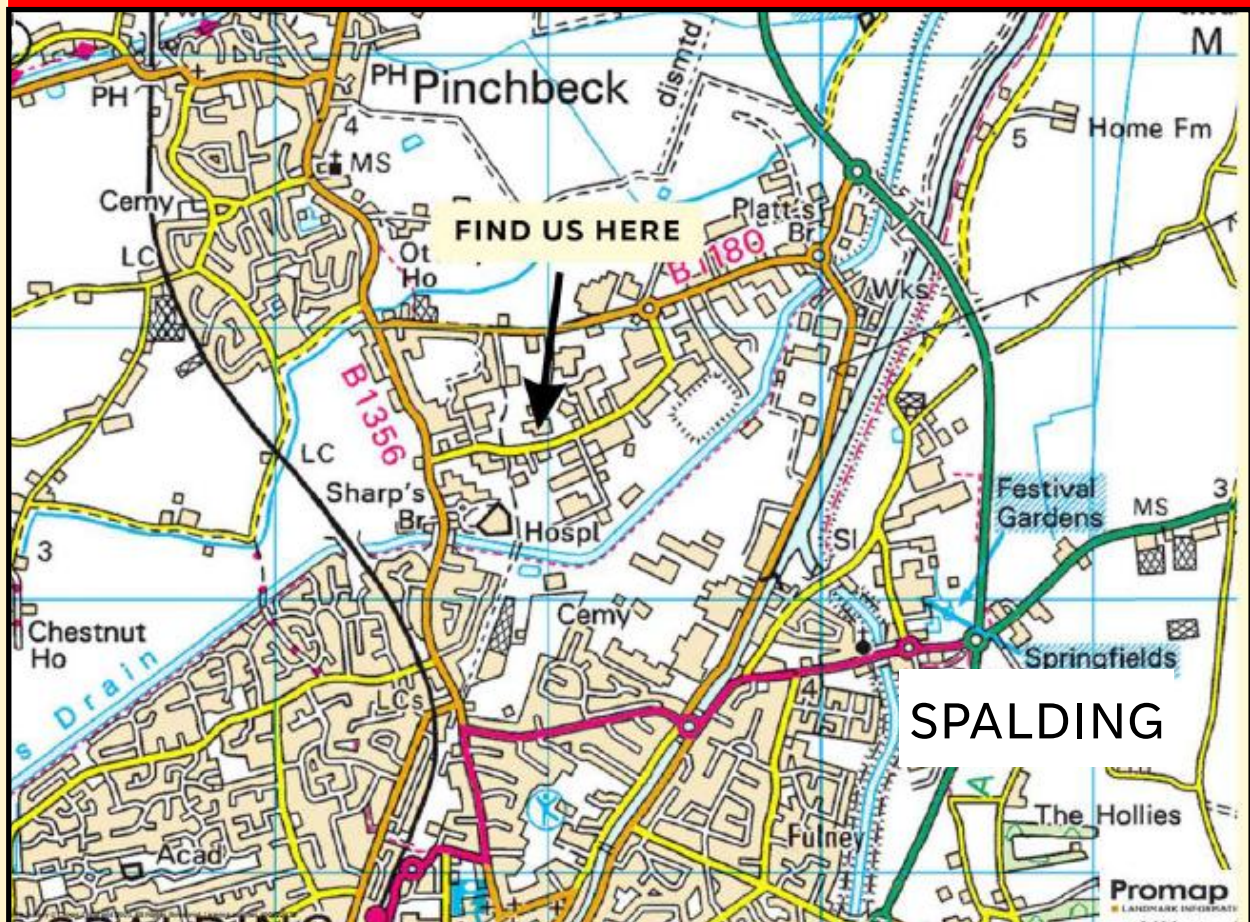 M
PH
Pinchbeck
dismtd
PH
4
MS
5
Home Fm
Cemy
Platt's
Br
FIND US HERE
LC
Ot
Ho
B1180
Wks
B1356
LC
Sharp's
Br
Hospl
Festival
Gardens
MS
3
3
Sl
Cemy
Chestnut
Ho
Springfields
s Drain
LCs
4
SPALDING
A
The Hollies
Fulney
Acad
Promap
LANDMARK INFORMATI